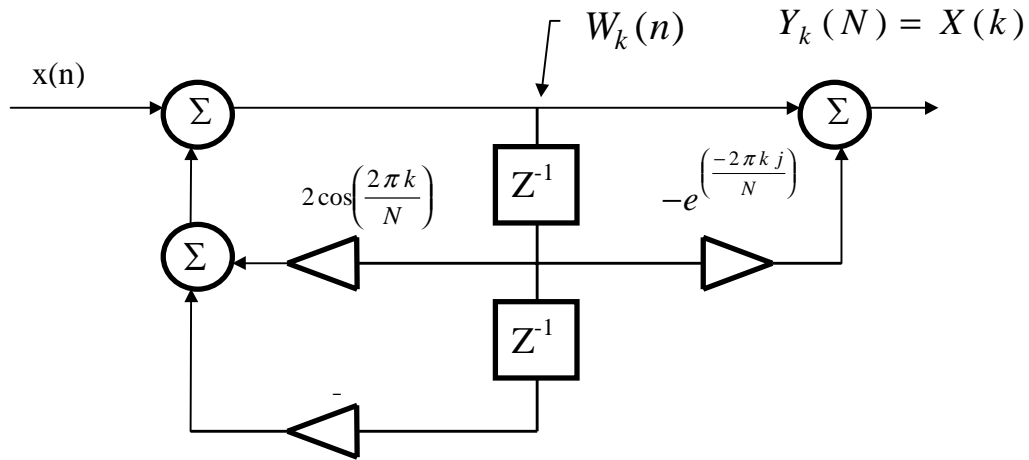 W_k(n)
Y_k(N) = X(k)
x(n)
Σ
Σ
Z^-1
2cos(2πk/N)
-e^(-2πkj/N)
Σ
Z^-1
-